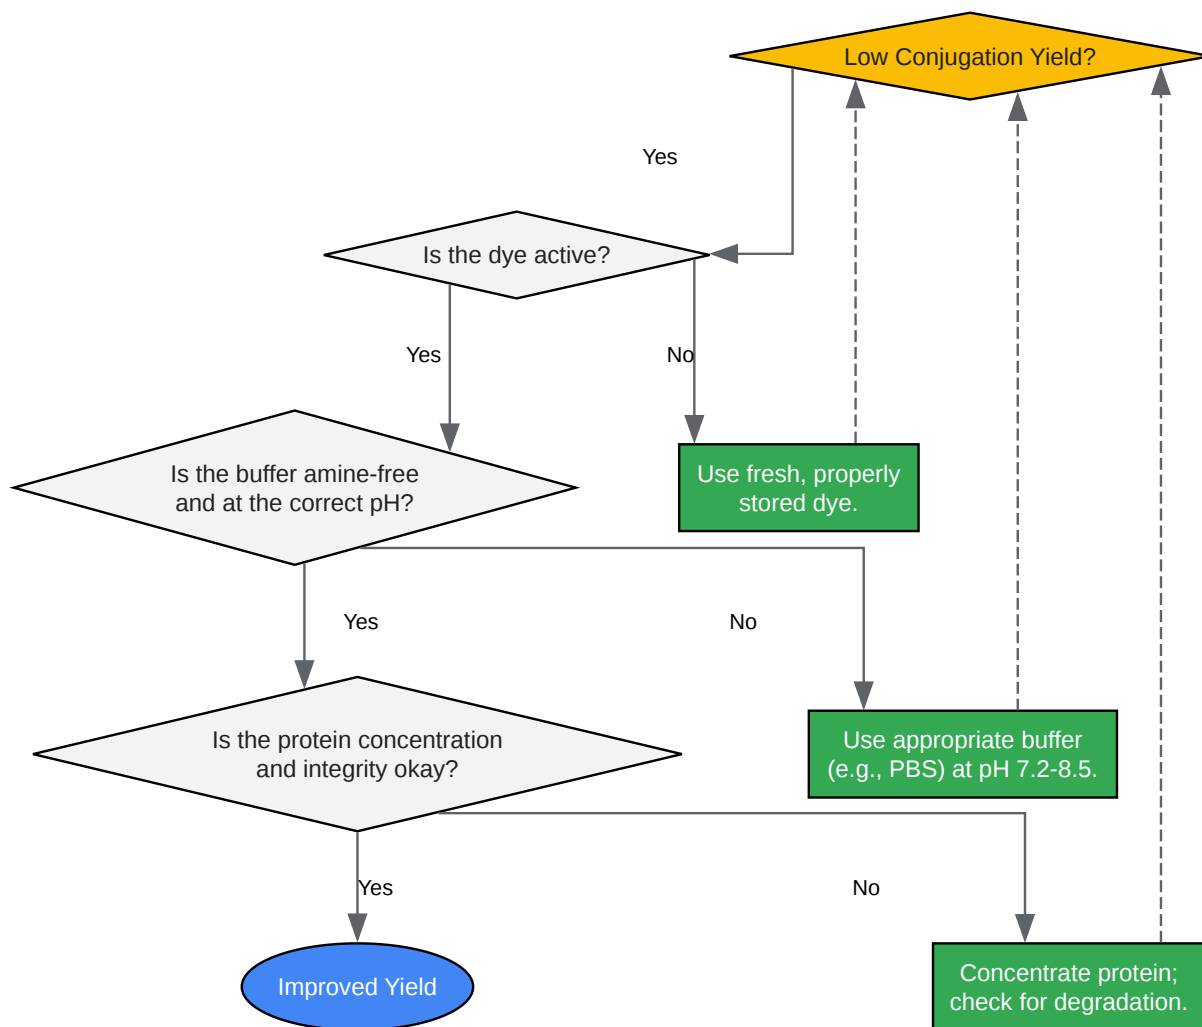 Low Conjugation Yield?
Yes
Is the dye active?
Yes
No
Is the buffer amine-free
and at the correct pH?
Use fresh, properly
stored dye.
Yes
No
Is the protein concentration
and integrity okay?
Use appropriate buffer
(e.g., PBS) at pH 7.2-8.5.
Yes
No
Improved Yield
Concentrate protein;
check for degradation.